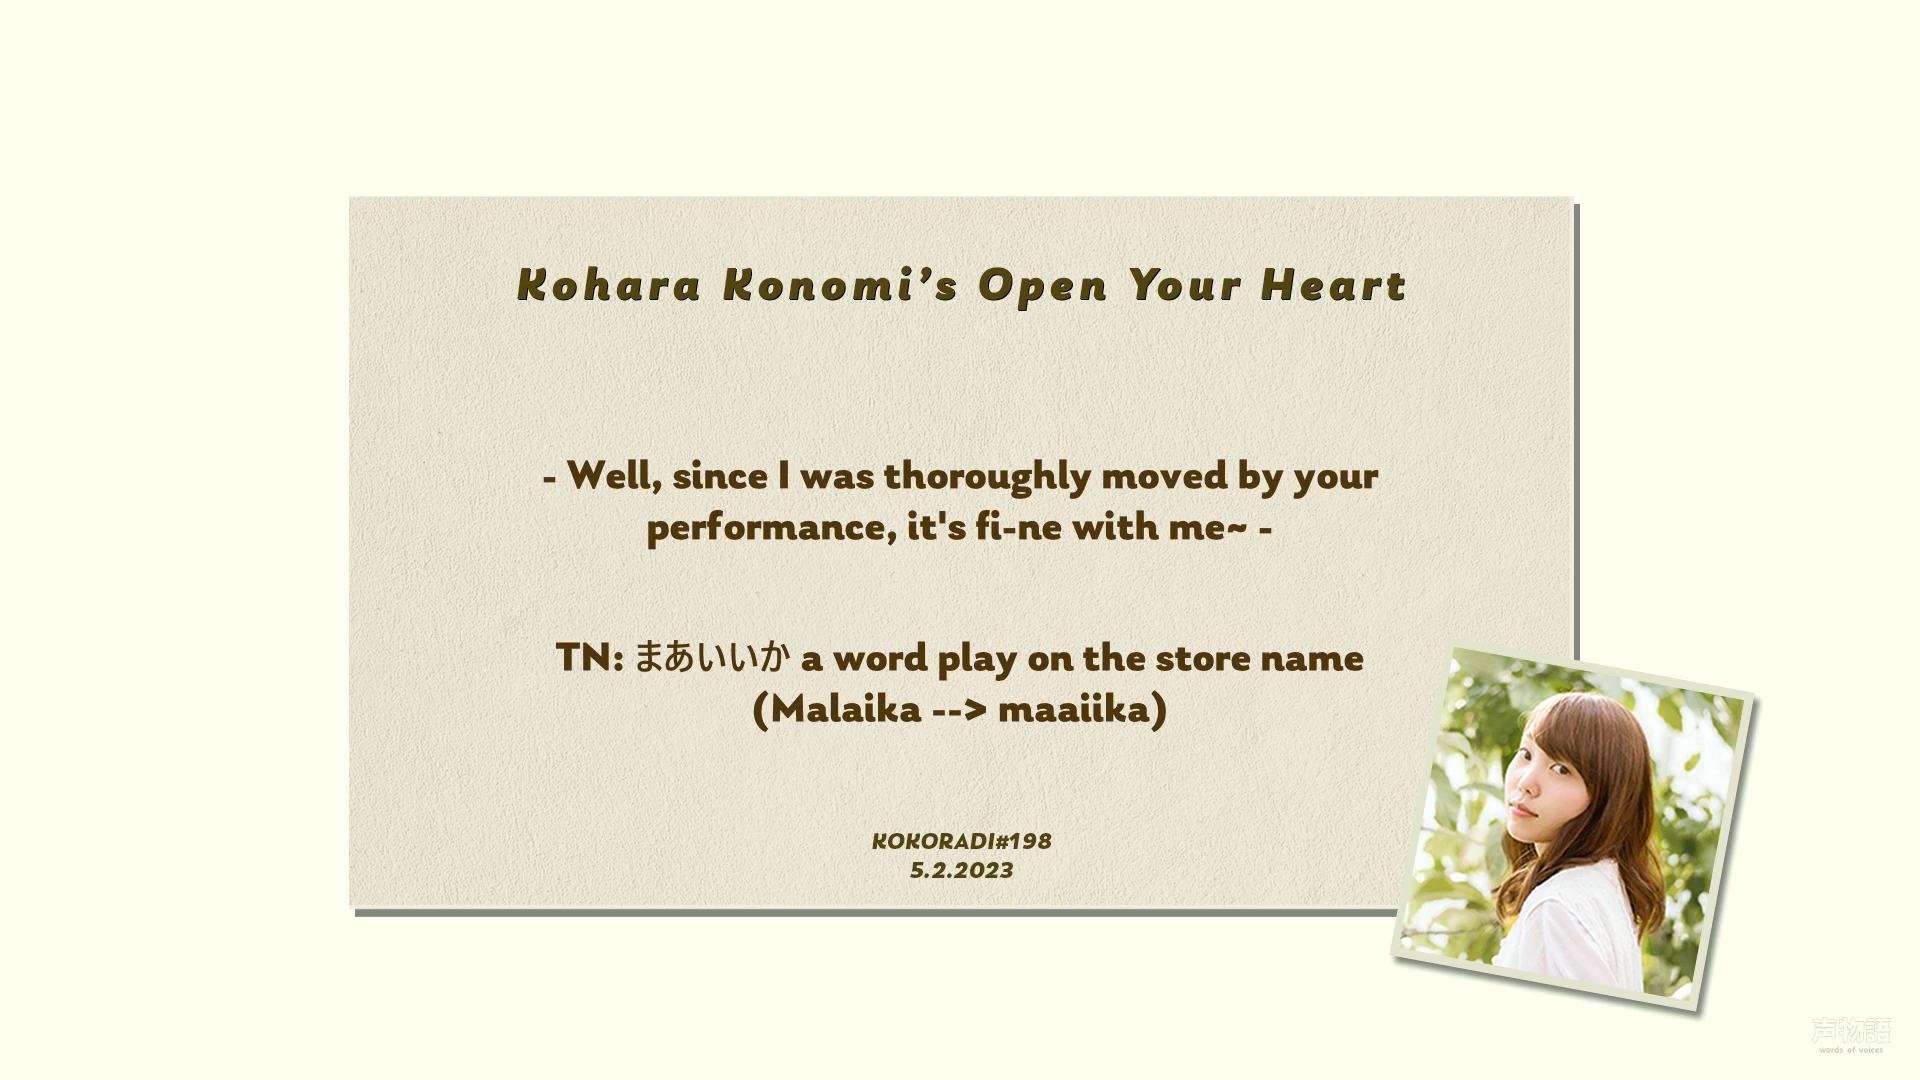 Kohara Konomi’s Open Your Heart
- Well, since I was thoroughly moved by your
performance, it's fi-ne with me~ -
TN: まあいいか a word play on the store name
(Malaika --> maaiika)
KOKORADI#198
5.2.2023
声物語
words of voices